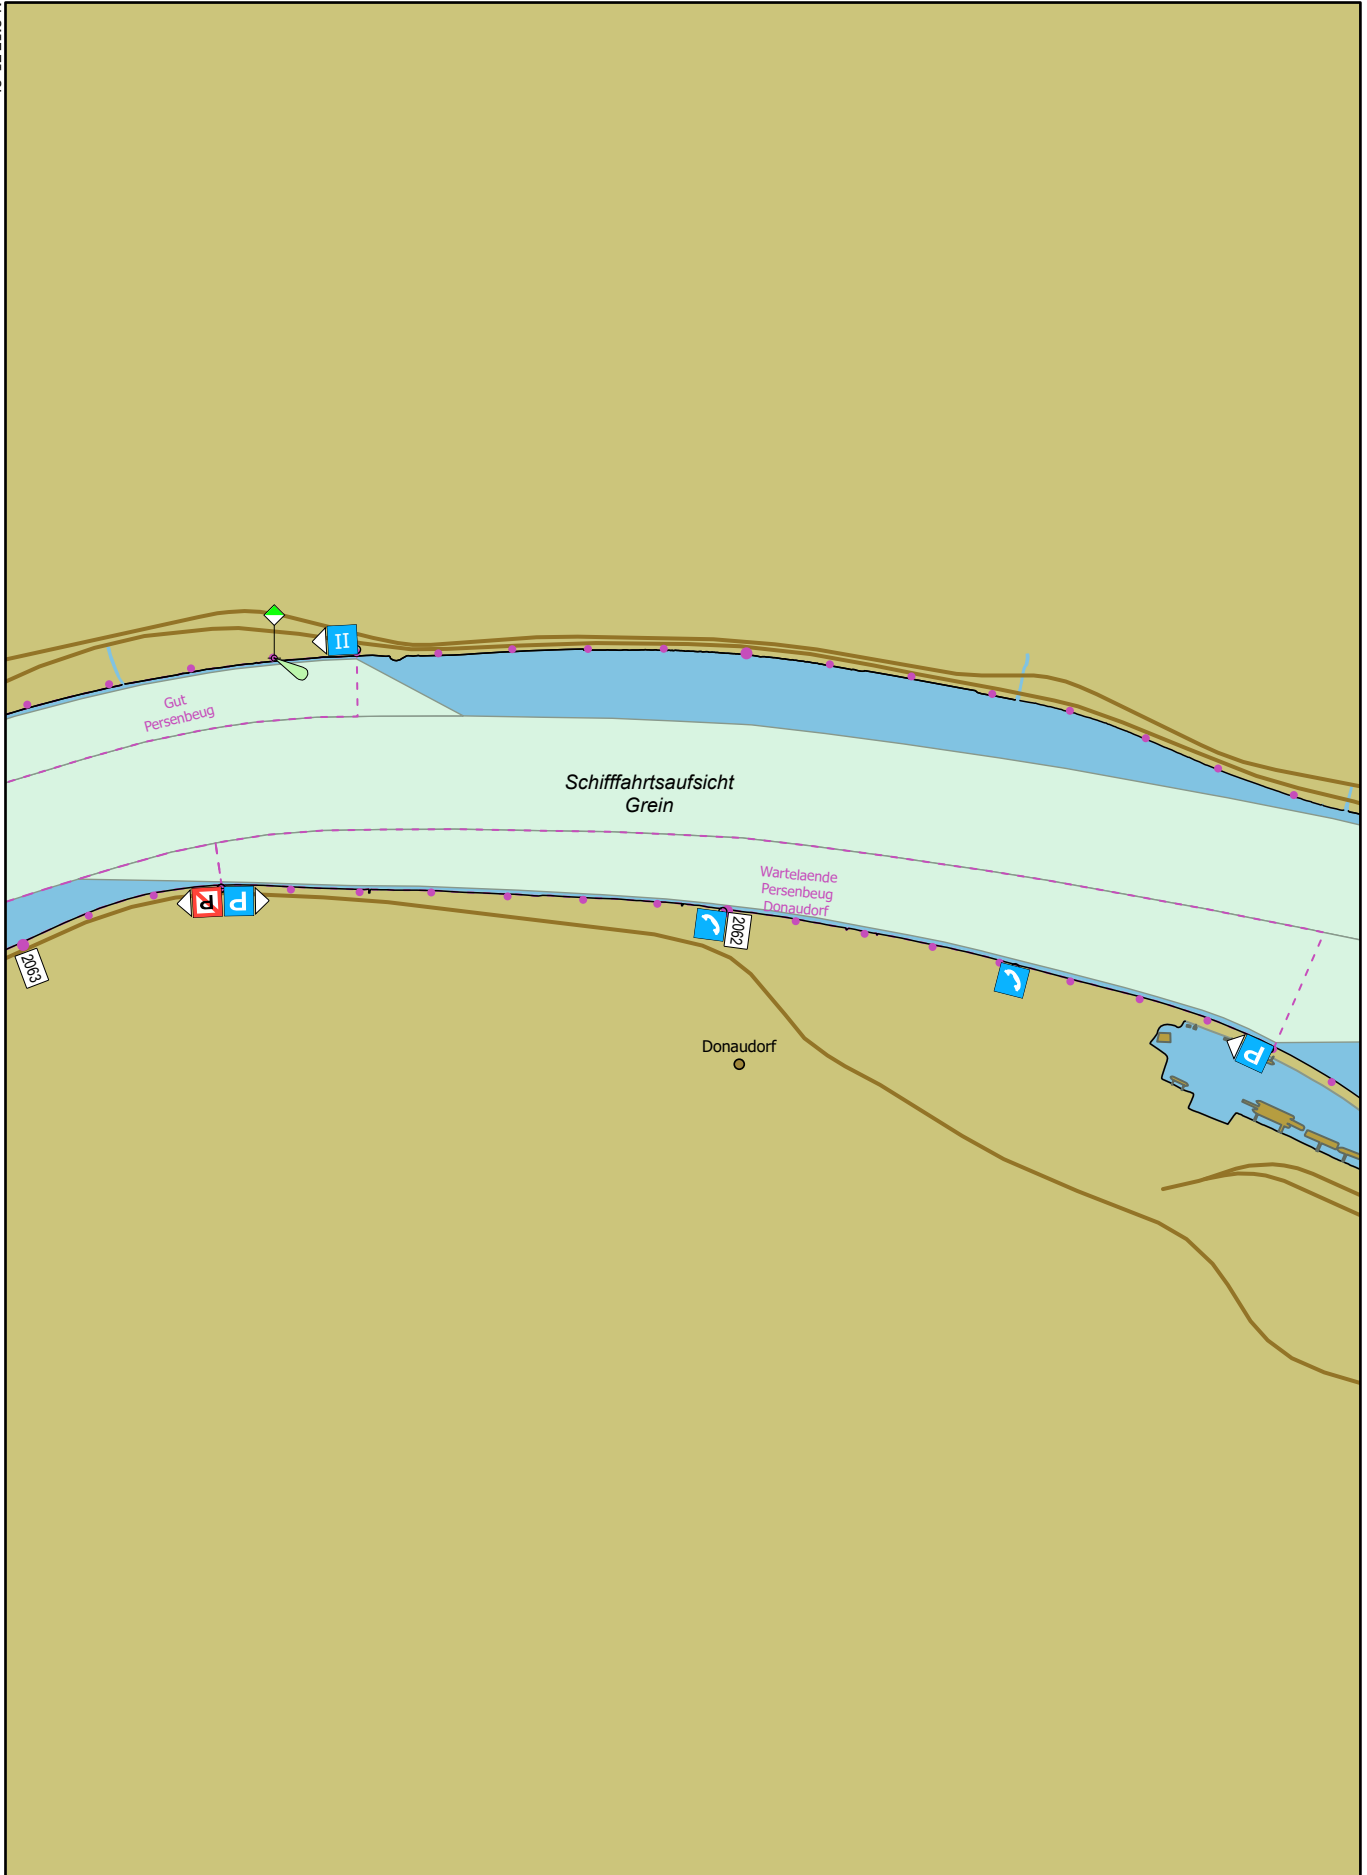 II
Gut
Persenbeug
Schifffahrtsaufsicht
Grein
Wartelaende
Persenbeug
Donaudorf
P
P
2062
2063
Donaudorf
P